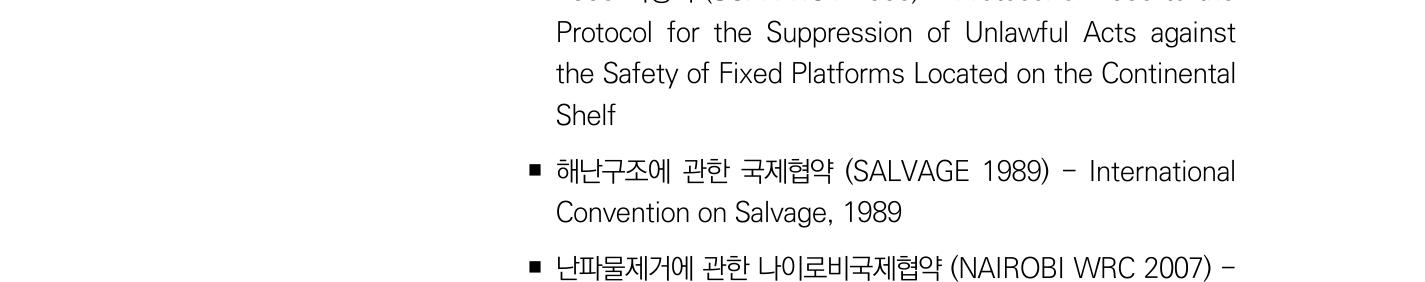 Protocol for the Suppression of Unlawful Acts against
the Safety of Fixed Platforms Located on the Continental
Shelf
■ 해난구조에 관한 국제협약 (SALVAGE 1989) – International
Convention on Salvage, 1989
■ 난파물제거에 관한 나이로비국제협약 (NAIROBI WRC 2007) –